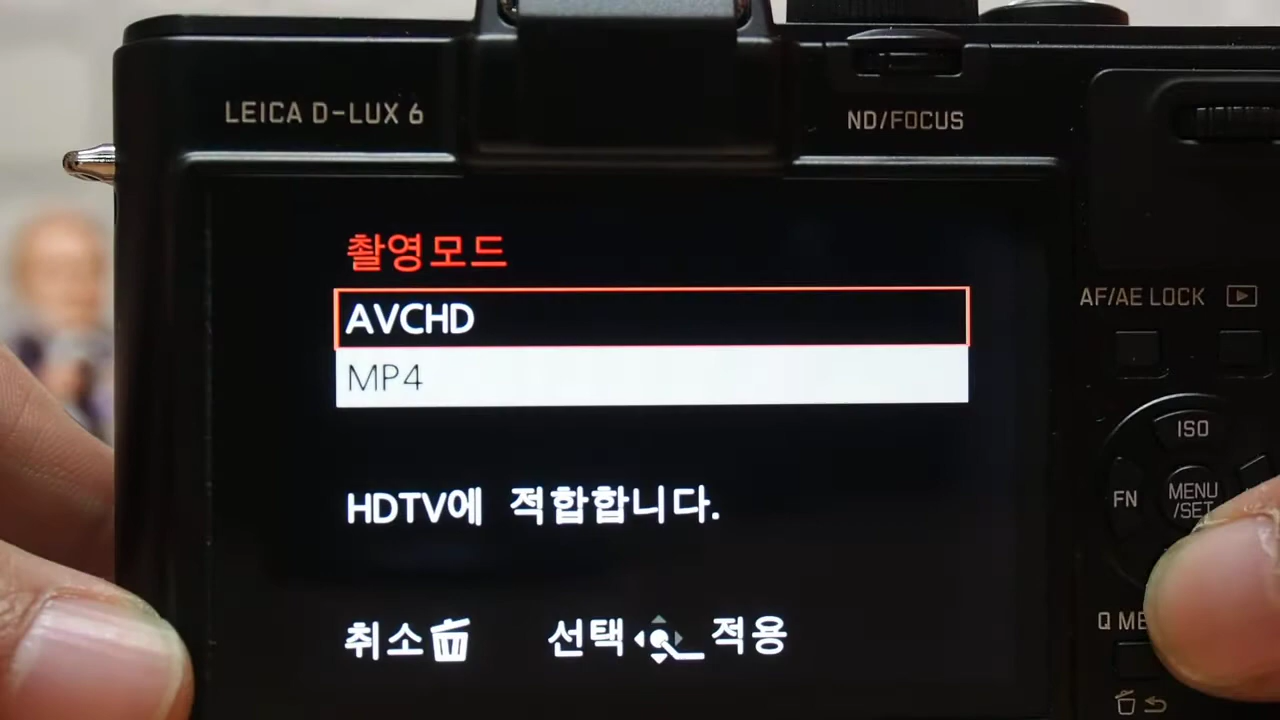 LEICA D-LUX 6
ND/FOCUS
촬영모드
AVCHD
MP4
HDTV에 적합합니다.
취소 선택 적용
AF/AE LOCK
ISO
FN
MENU
/SET
Q